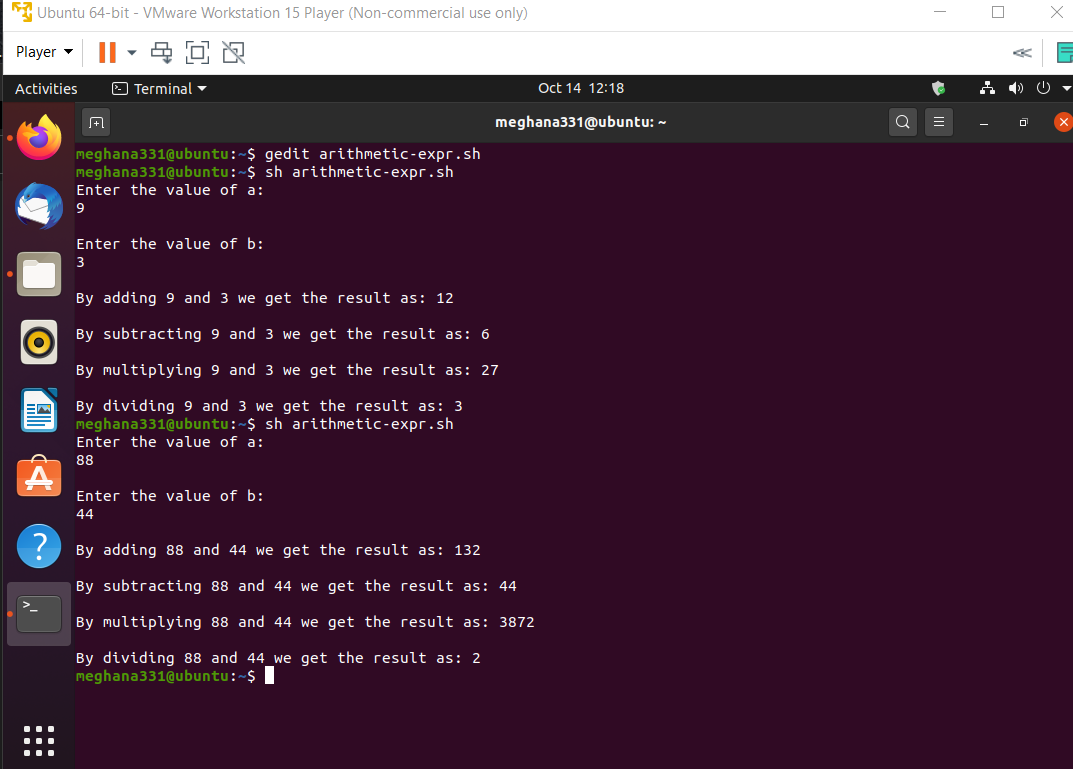 Ubuntu 64-bit - VMware Workstation 15 Player (Non-commercial use only)
Player
Activities
Terminal
Oct 14 12:18
meghana331@ubuntu: ~
meghana331@ubuntu:~$ gedit arithmetic-expr.sh
meghana331@ubuntu:~$ sh arithmetic-expr.sh
Enter the value of a:
9
Enter the value of b:
3
By adding 9 and 3 we get the result as: 12
By subtracting 9 and 3 we get the result as: 6
By multiplying 9 and 3 we get the result as: 27
By dividing 9 and 3 we get the result as: 3
meghana331@ubuntu:~$ sh arithmetic-expr.sh
Enter the value of a:
88
Enter the value of b:
44
By adding 88 and 44 we get the result as: 132
By subtracting 88 and 44 we get the result as: 44
By multiplying 88 and 44 we get the result as: 3872
By dividing 88 and 44 we get the result as: 2
meghana331@ubuntu:~$